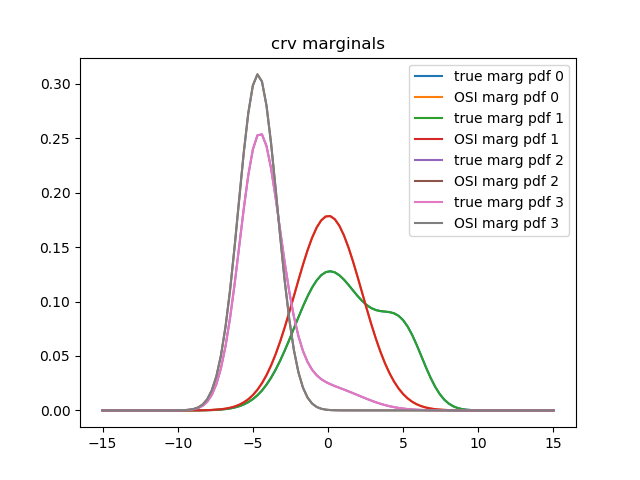 crv marginals
0.30
0.25
0.20
0.15
0.10
0.05
0.00
−15
−10
−5
0
5
10
15
true marg pdf 0
OSI marg pdf 0
true marg pdf 1
OSI marg pdf 1
true marg pdf 2
OSI marg pdf 2
true marg pdf 3
OSI marg pdf 3